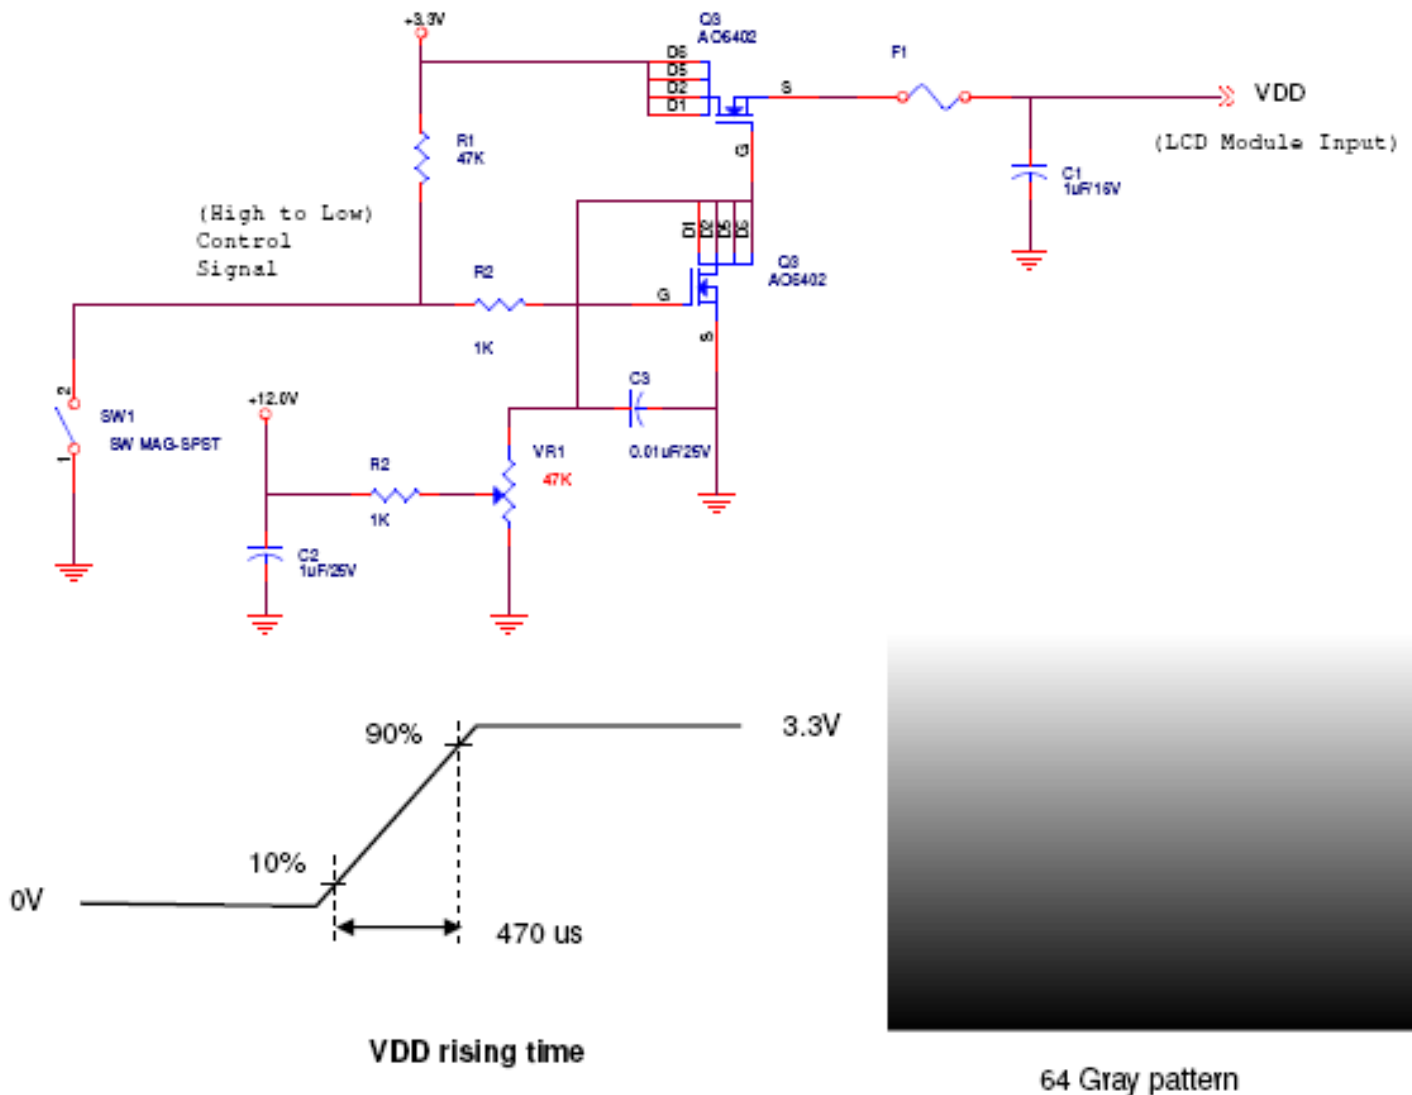 +3.3V
Q3
AO6402
D6
D5
D2
D1
S
G
F1
VDD
(LCD Module Input)
R1
47K
C1
1uF/16V
(High to Low)
Control
Signal
D1
D2
D5
D6
Q3
AO6402
R2
1K
G
S
2
1
SW1
SW MAG-SPST
+12.0V
C3
0.01uF/25V
VR1
47K
R2
1K
C2
1uF/25V
90%
3.3V
10%
0V
470 us
VDD rising time
64 Gray pattern